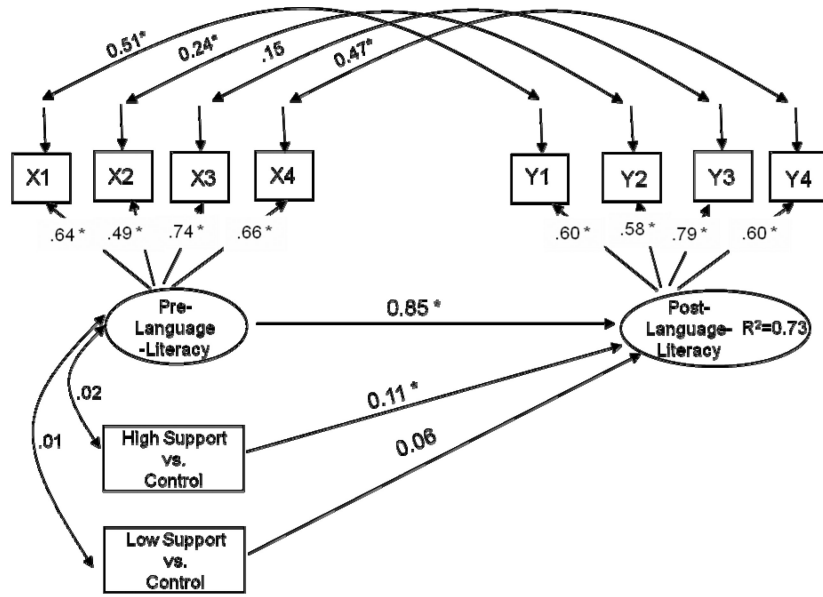 0.51*
0.24*
.15
0.47*
X1
X2
X3
X4
Y1
Y2
Y3
Y4
.64 *
.49 *
.74 *
.66 *
.60 *
.58 *
.79 *
.60 *
Pre-
Language
-Literacy
0.85 *
Post-
Language-
Literacy
R²=0.73
.02
.01
0.11 *
0.06
High Support
vs.
Control
Low Support
vs.
Control